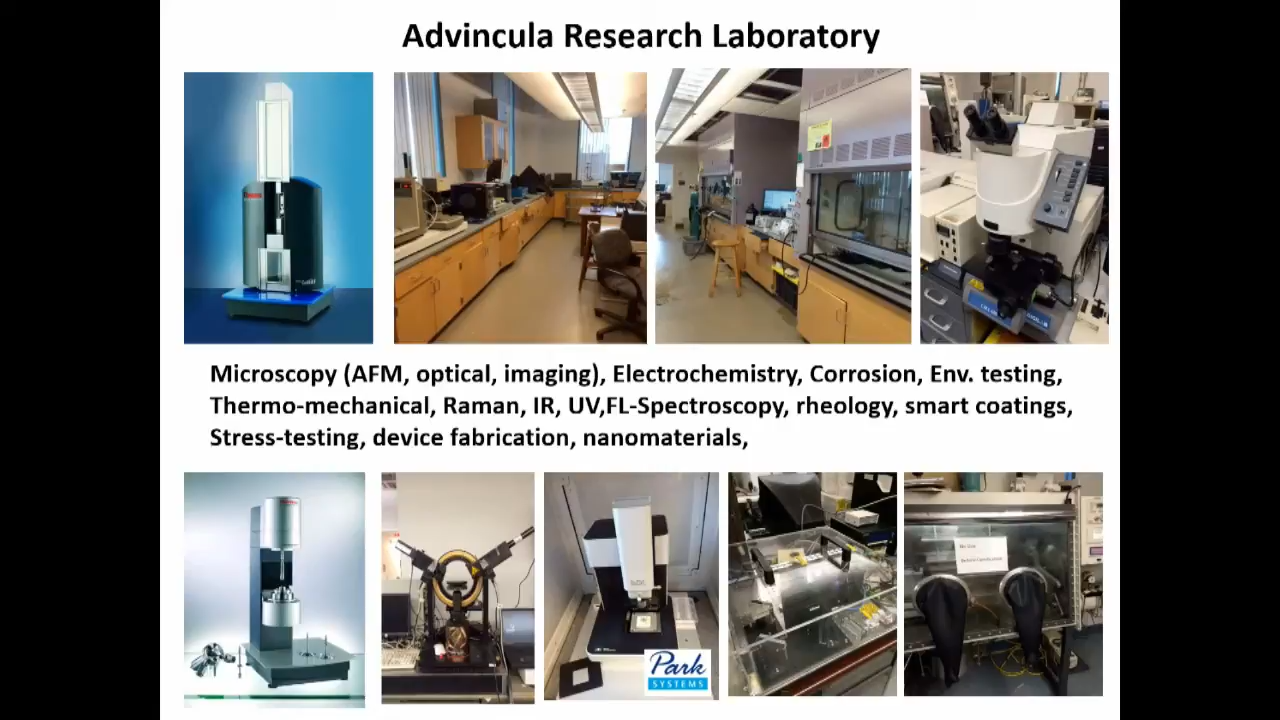 Advincula Research Laboratory
Microscopy (AFM, optical, imaging), Electrochemistry, Corrosion, Env. testing,
Thermo-mechanical, Raman, IR, UV,FL-Spectroscopy, rheology, smart coatings,
Stress-testing, device fabrication, nanomaterials,
Park
SYSTEMS